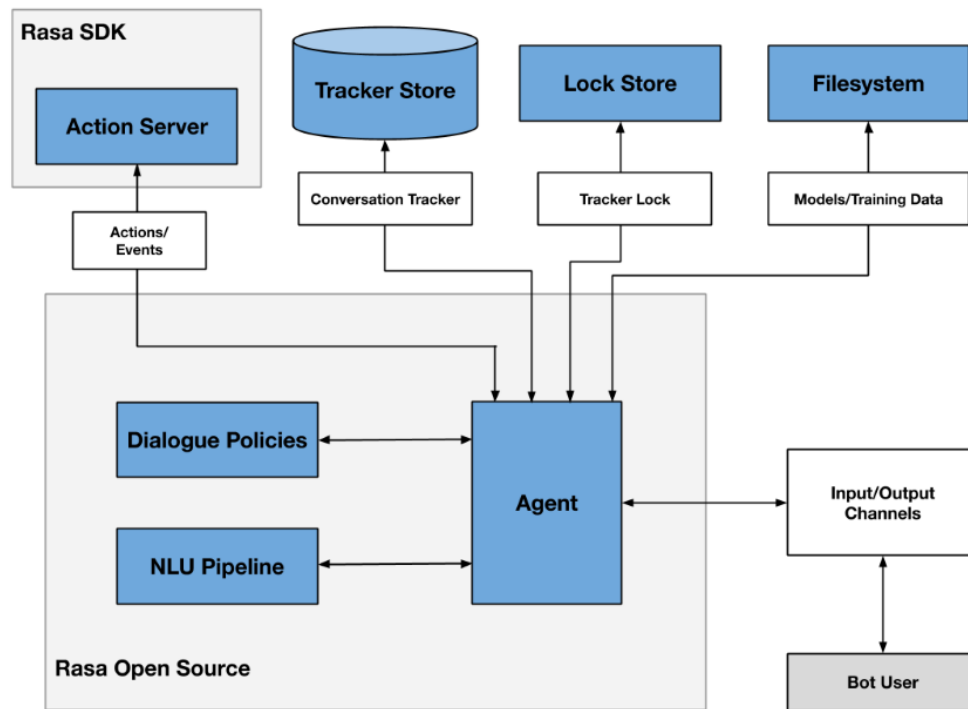 Rasa SDK
Action Server
Tracker Store
Lock Store
Filesystem
Actions/
Events
Conversation Tracker
Tracker Lock
Models/Training Data
Dialogue Policies
NLU Pipeline
Agent
Input/Output
Channels
Rasa Open Source
Bot User